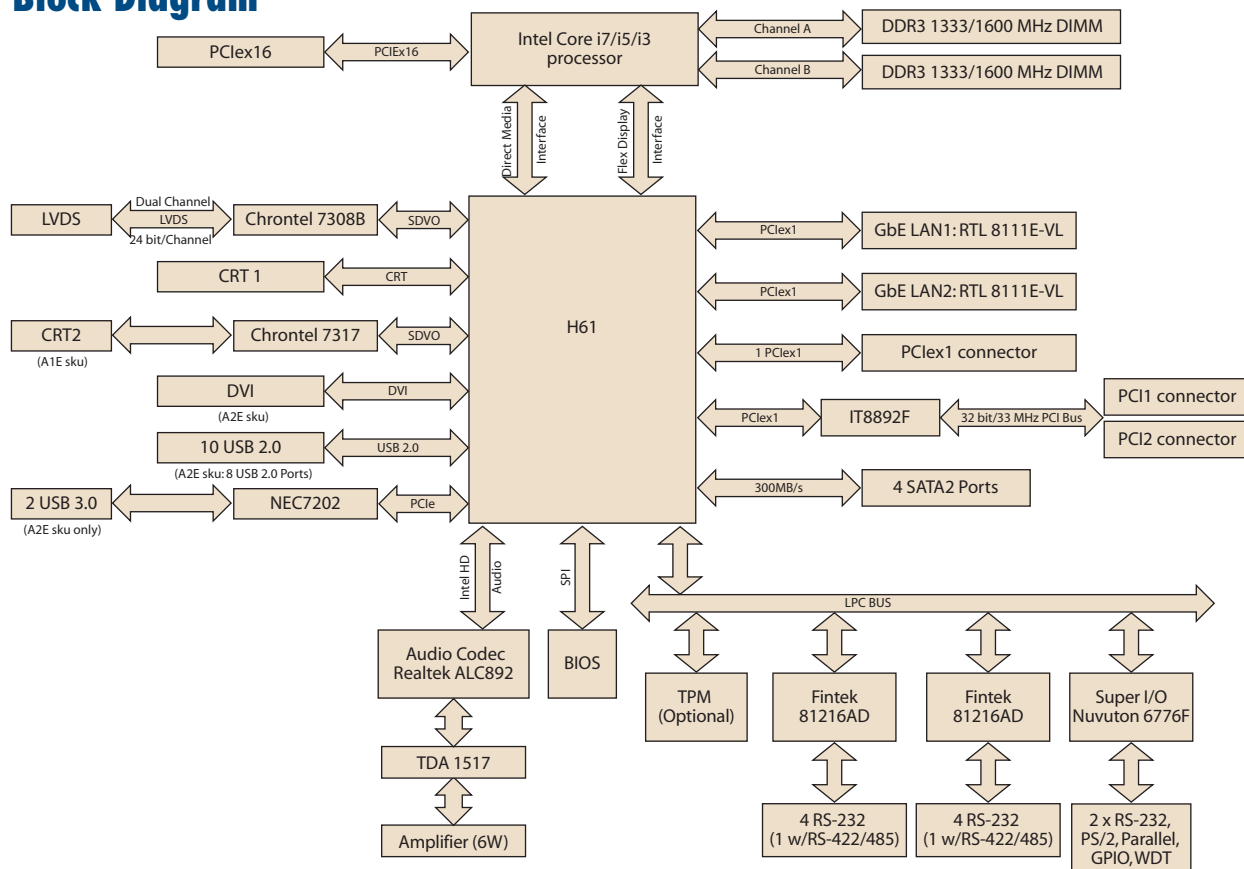 Block Diagram
PCIex16
PCIEx16
Intel Core i7/i5/i3
processor
Channel A
DDR3 1333/1600 MHz DIMM
Channel B
DDR3 1333/1600 MHz DIMM
Direct Media
Interface
Flex Display
Interface
LVDS
Dual Channel
LVDS
24 bit/Channel
Chrontel 7308B
SDVO
CRT 1
CRT
CRT2
(A1E sku)
Chrontel 7317
SDVO
DVI
(A2E sku)
DVI
10 USB 2.0
(A2E sku: 8 USB 2.0 Ports)
USB 2.0
2 USB 3.0
(A2E sku only)
NEC7202
PCIe
H61
PCIex1
GbE LAN1: RTL 8111E-VL
PCIex1
GbE LAN2: RTL 8111E-VL
1 PCIex1
PCIex1 connector
PCIex1
IT8892F
32 bit/33 MHz PCI Bus
PCI1 connector
PCI2 connector
300MB/s
4 SATA2 Ports
Intel HD
Audio
SPI
LPC BUS
Audio Codec
Realtek ALC892
BIOS
TPM
(Optional)
Fintek
81216AD
Fintek
81216AD
Super I/O
Nuvuton 6776F
TDA 1517
Amplifier (6W)
4 RS-232
(1 w/RS-422/485)
4 RS-232
(1 w/RS-422/485)
2 x RS-232,
PS/2, Parallel,
GPIO, WDT